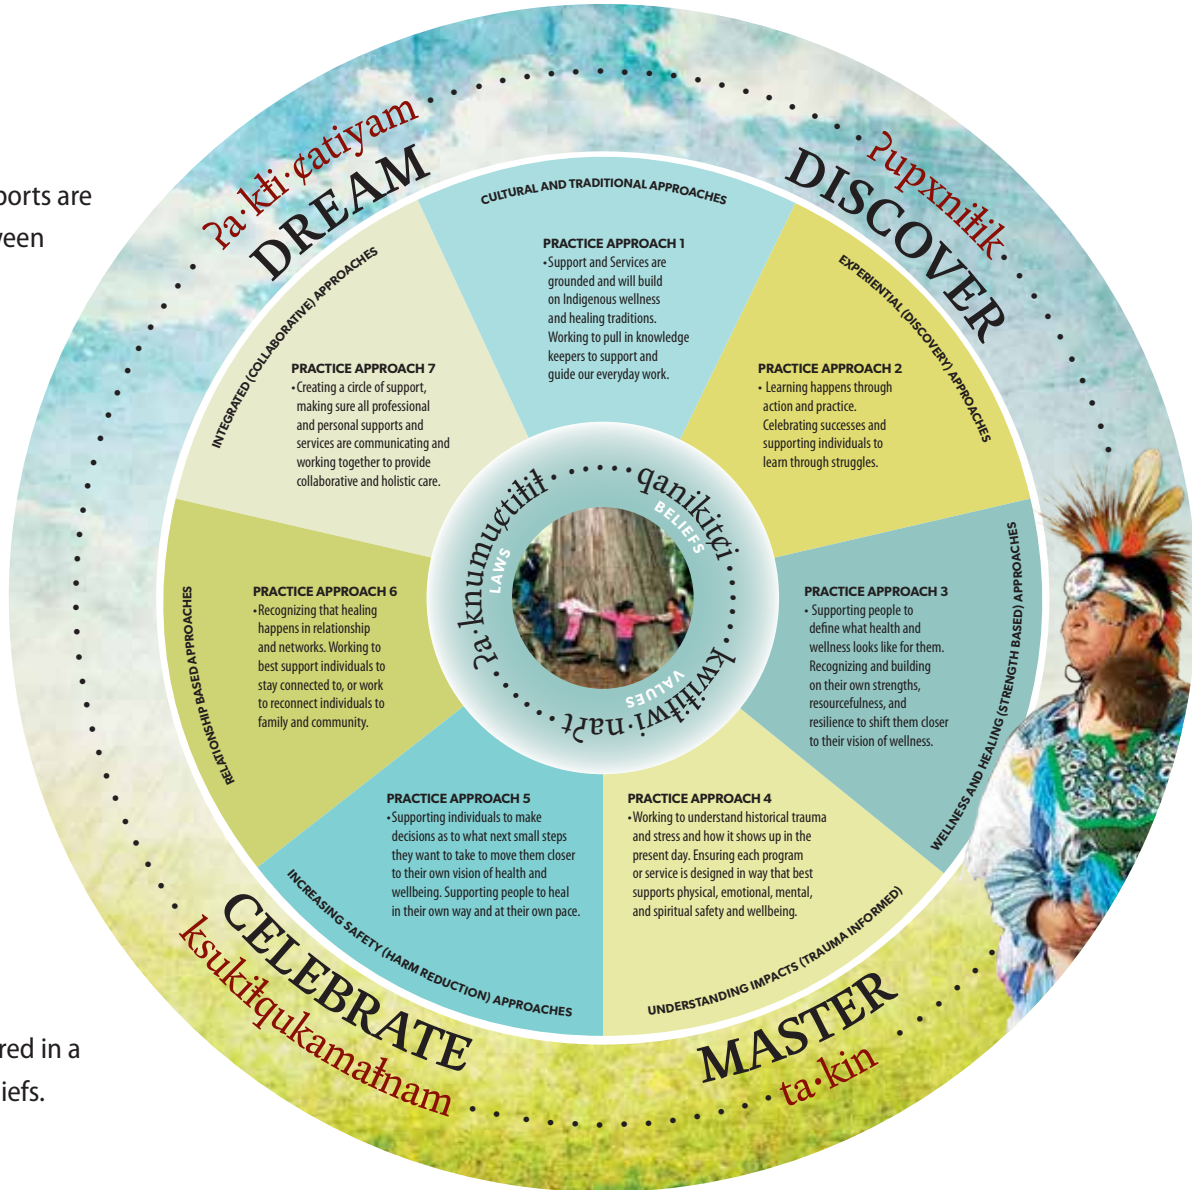 ports are
veen
red in a
iefs.
ʔa·kⱡi·ȼatiyam
DREAM
ʔupxniⱡik
DISCOVER
CULTURAL AND TRADITIONAL APPROACHES
PRACTICE APPROACH 1
•Support and Services are
grounded and will build
on Indigenous wellness
and healing traditions.
Working to pull in knowledge
keepers to support and
guide our everyday work.
EXPERIENTIAL (DISCOVERY) APPROACHES
PRACTICE APPROACH 2
• Learning happens through
action and practice.
Celebrating successes and
supporting individuals to
learn through struggles.
WELLNESS AND HEALING (STRENGTH BASED) APPROACHES
PRACTICE APPROACH 3
• Supporting people to
define what health and
wellness looks like for them.
Recognizing and building
on their own strengths,
resourcefulness, and
resilience to shift them closer
to their vision of wellness.
UNDERSTANDING IMPACTS (TRAUMA INFORMED)
PRACTICE APPROACH 4
•Working to understand historical trauma
and stress and how it shows up in the
present day. Ensuring each program
or service is designed in way that best
supports physical, emotional, mental,
and spiritual safety and wellbeing.
INCREASING SAFETY (HARM REDUCTION) APPROACHES
PRACTICE APPROACH 5
•Supporting individuals to make
decisions as to what next small steps
they want to take to move them closer
to their own vision of health and
wellbeing. Supporting people to heal
in their own way and at their own pace.
RELATIONSHIP BASED APPROACHES
PRACTICE APPROACH 6
•Recognizing that healing
happens in relationship
and networks. Working to
best support individuals to
stay connected to, or work
to reconnect individuals to
family and community.
INTEGRATED (COLLABORATIVE) APPROACHES
PRACTICE APPROACH 7
•Creating a circle of support,
making sure all professional
and personal supports and
services are communicating and
working together to provide
collaborative and holistic care.
ʔa·knumuȼtiⱡiⱡ
LAWS
qanikitȼi
BELIEFS
kwiⱡiⱡwi·naʔt
VALUES
CELEBRATE
ksukiⱡqukamaⱡnam
MASTER
ta·kin